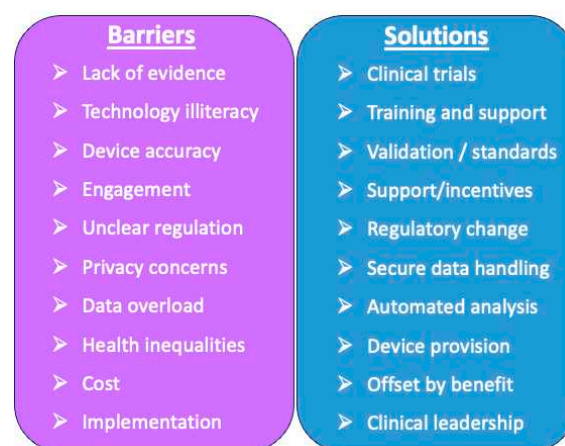 Barriers
➢ Lack of evidence
➢ Technology illiteracy
➢ Device accuracy
➢ Engagement
➢ Unclear regulation
➢ Privacy concerns
➢ Data overload
➢ Health inequalities
➢ Cost
➢ Implementation
Solutions
➢ Clinical trials
➢ Training and support
➢ Validation / standards
➢ Support/incentives
➢ Regulatory change
➢ Secure data handling
➢ Automated analysis
➢ Device provision
➢ Offset by benefit
➢ Clinical leadership